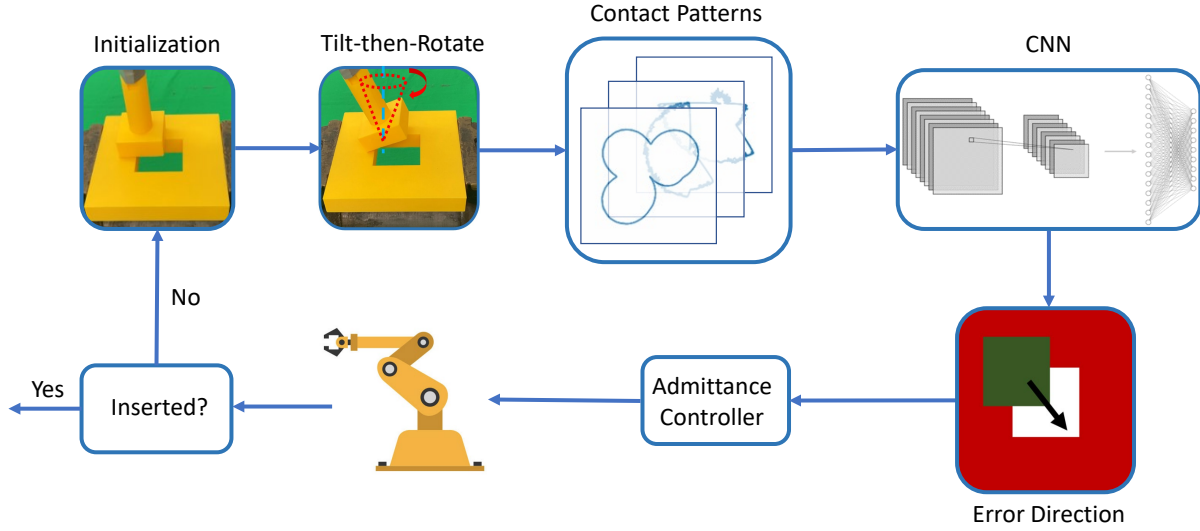 Initialization
Tilt-then-Rotate
Contact Patterns
CNN
No
Yes
Inserted?
Admittance
Controller
Error Direction